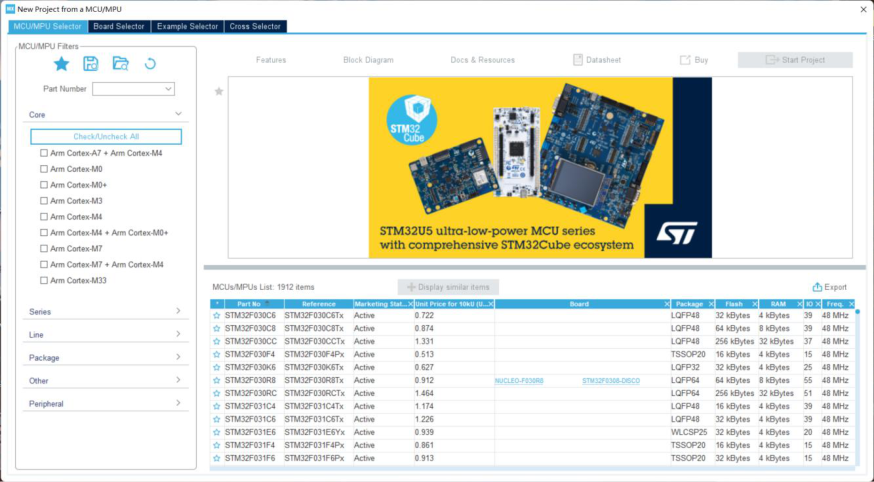 New Project from a MCU/MPU
MCU/MPU Selector Board Selector Example Selector Cross Selector
MCU/MPU Filters
Part Number
Core
Check/Uncheck All
Arm Cortex-A7 + Arm Cortex-M4
Arm Cortex-M0
Arm Cortex-M0+
Arm Cortex-M3
Arm Cortex-M4
Arm Cortex-M4 + Arm Cortex-M0+
Arm Cortex-M7
Arm Cortex-M7 + Arm Cortex-M4
Arm Cortex-M33
Series
Line
Package
Other
Peripheral
Features Block Diagram Docs & Resources Datasheet Buy Start Project
STM32
Cube
STM32U5 ultra-low-power MCU series
with comprehensive STM32Cube ecosystem
ST
MCUs/MPUs List: 1912 items Display similar items Export
* Part No Reference Marketing Stat... Unit Price for 10kU (U... Board Package Flash RAM IO Freq.
STM32F030C6 STM32F030C6Tx Active 0.722 LQFP48 32 kBytes 4 kBytes 39 48 MHz
STM32F030C8 STM32F030C8Tx Active 0.874 LQFP48 64 kBytes 8 kBytes 39 48 MHz
STM32F030CC STM32F030CCTx Active 1.331 LQFP48 256 kBytes 32 kBytes 37 48 MHz
STM32F030F4 STM32F030F4Px Active 0.513 TSSOP20 16 kBytes 4 kBytes 15 48 MHz
STM32F030K6 STM32F030K6Tx Active 0.627 LQFP32 32 kBytes 4 kBytes 25 48 MHz
STM32F030R8 STM32F030R8Tx Active 0.912 NUCLEO-F030R8 STM32F0308-DISCO LQFP64 64 kBytes 8 kBytes 55 48 MHz
STM32F030RC STM32F030RCTx Active 1.464 LQFP64 256 kBytes 32 kBytes 51 48 MHz
STM32F031C4 STM32F031C4Tx Active 1.174 LQFP48 16 kBytes 4 kBytes 39 48 MHz
STM32F031C6 STM32F031C6Tx Active 1.226 LQFP48 32 kBytes 4 kBytes 39 48 MHz
STM32F031E6 STM32F031E6Yx Active 0.939 WLCSP25 32 kBytes 4 kBytes 20 48 MHz
STM32F031F4 STM32F031F4Px Active 0.861 TSSOP20 16 kBytes 4 kBytes 15 48 MHz
STM32F031F6 STM32F031F6Px Active 0.913 TSSOP20 32 kBytes 4 kBytes 15 48 MHz